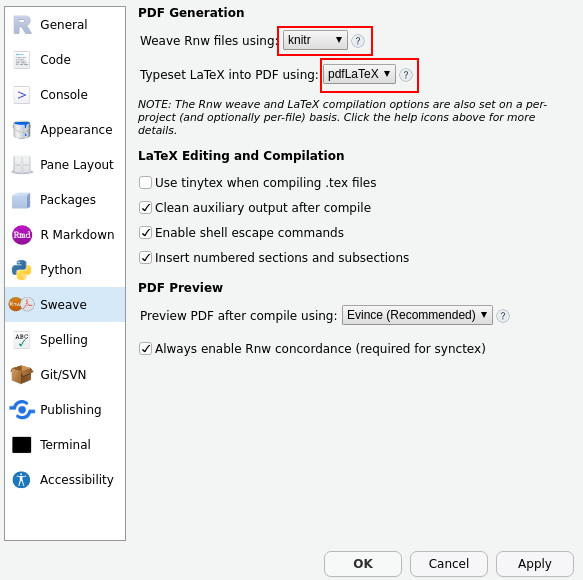 General
Code
Console
Appearance
Pane Layout
Packages
R Markdown
Python
Sweave
Spelling
Git/SVN
Publishing
Terminal
Accessibility
PDF Generation
Weave Rnw files using: knitr ?
Typeset LaTeX into PDF using: pdfLaTeX ?
NOTE: The Rnw weave and LaTeX compilation options are also set on a per-
project (and optionally per-file) basis. Click the help icons above for more
details.
LaTeX Editing and Compilation
Use tinytex when compiling .tex files
Clean auxiliary output after compile
Enable shell escape commands
Insert numbered sections and subsections
PDF Preview
Preview PDF after compile using: Evince (Recommended) ?
Always enable Rnw concordance (required for synctex)
OK Cancel Apply